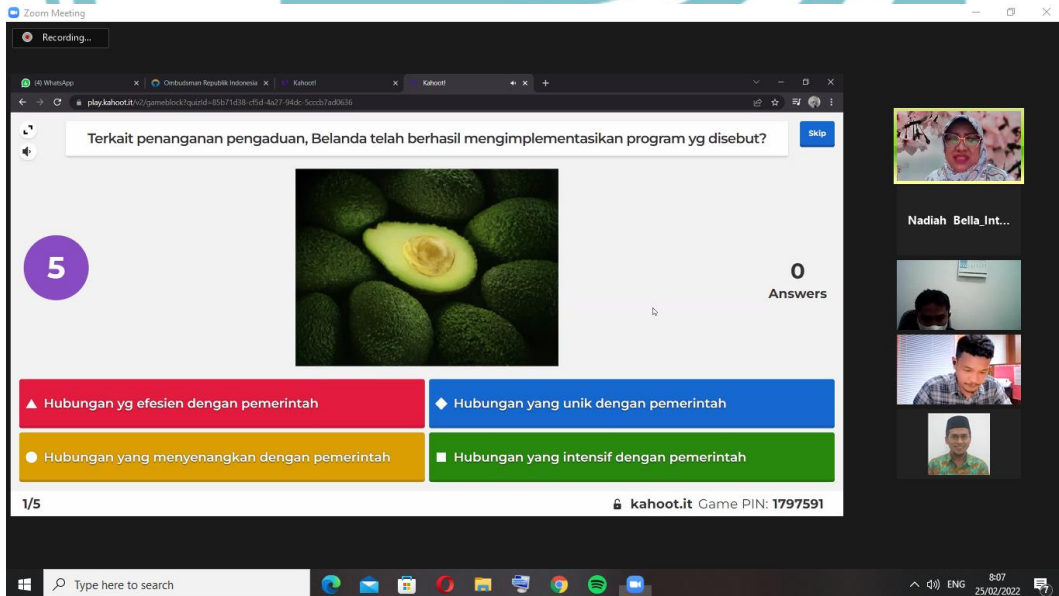 Zoom Meeting
Recording...
(4) WhatsApp
Ombudsman Republik Indonesia
Kahoot!
Kahoot!
play.kahoot.it/v2/gameblock?quizId=85b71d38-cf5d-4a27-94dc-5cccb7ad0636
Terkait penanganan pengaduan, Belanda telah berhasil mengimplementasikan program yg disebut?
Skip
5
0
Answers
Nadiah Bella_Int...
Hubungan yg efesien dengan pemerintah
Hubungan yang unik dengan pemerintah
Hubungan yang menyenangkan dengan pemerintah
Hubungan yang intensif dengan pemerintah
1/5
kahoot.it Game PIN: 1797591
Type here to search
ENG
8:07
25/02/2022
7